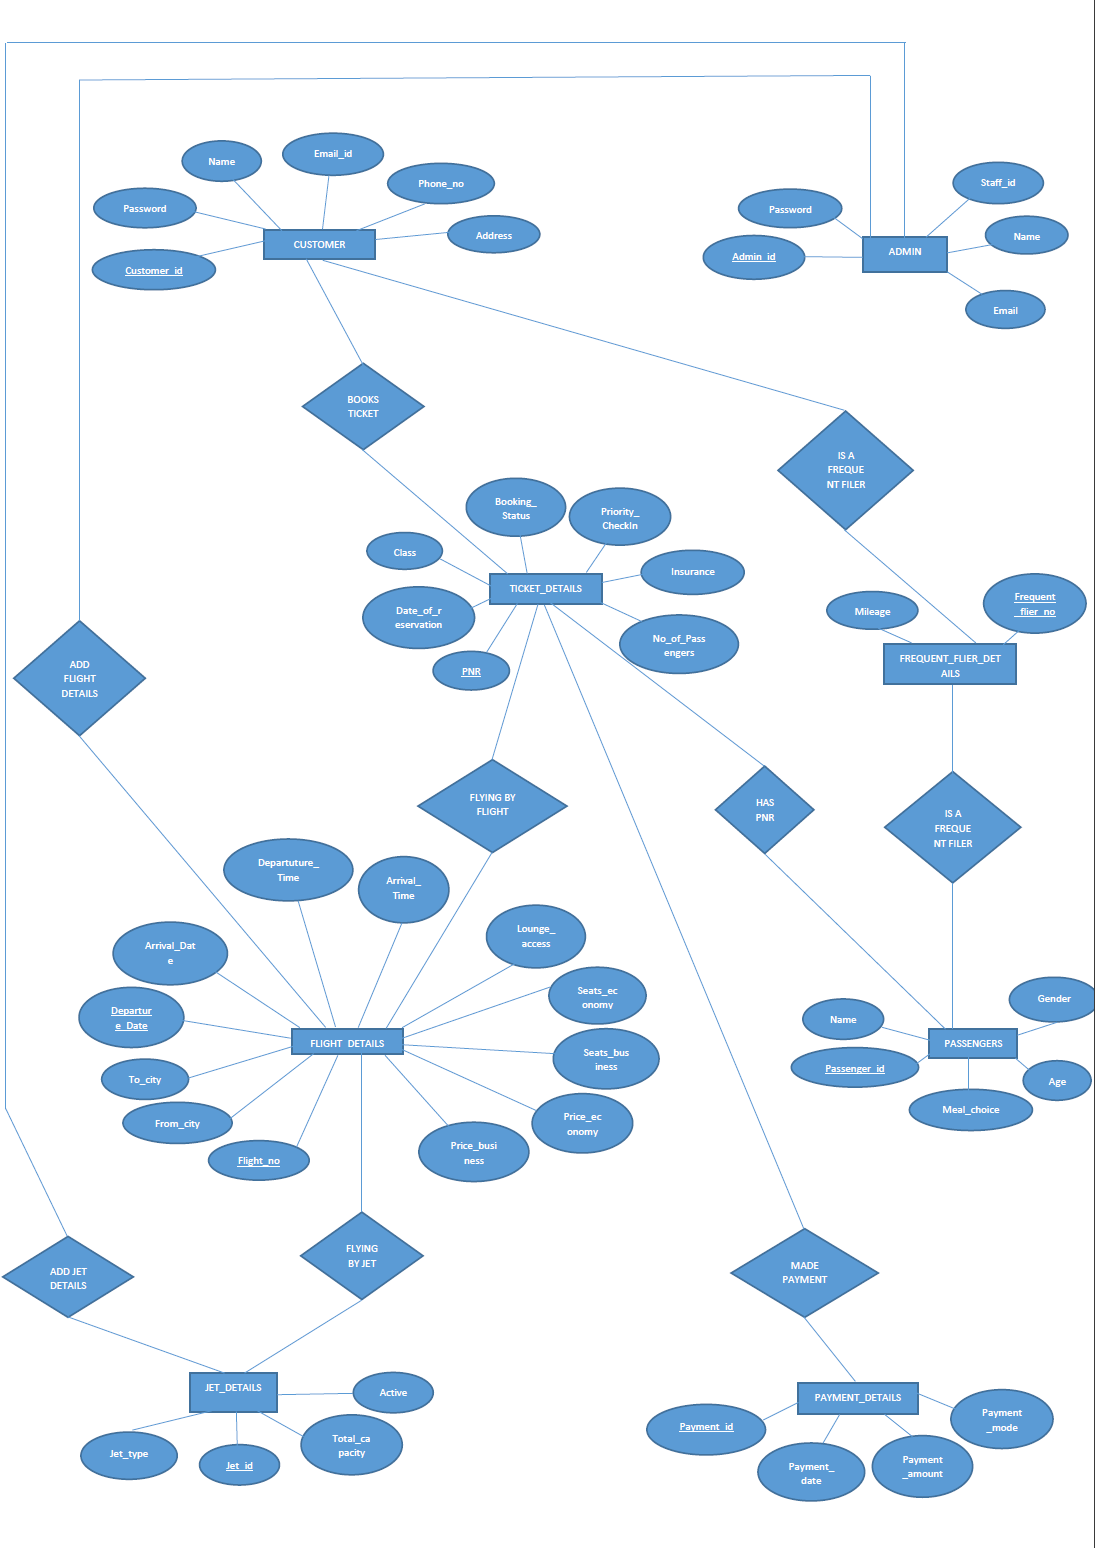 Name
Email_id
Phone_no
Password
Address
Customer_id
CUSTOMER
Staff_id
Password
Name
Admin_id
ADMIN
Email
BOOKS
TICKET
IS A
FREQUE
NT FILER
Booking_
Status
Priority_
CheckIn
Class
Insurance
TICKET_DETAILS
Date_of_r
eservation
No_of_Pass
engers
PNR
Mileage
Frequent
_flier_no
FREQUENT_FLIER_DET
AILS
ADD
FLIGHT
DETAILS
FLYING BY
FLIGHT
HAS
PNR
IS A
FREQUE
NT FILER
Departuture_
Time
Arrival_
Time
Arrival_Dat
e
Lounge_
access
Departur
e_Date
Seats_ec
onomy
FLIGHT_DETAILS
Seats_bus
iness
To_city
From_city
Price_ec
onomy
Flight_no
Price_busi
ness
Gender
Name
PASSENGERS
Passenger_id
Age
Meal_choice
ADD JET
DETAILS
FLYING
BY JET
MADE
PAYMENT
JET_DETAILS
Active
Jet_type
Jet_id
Total_ca
pacity
PAYMENT_DETAILS
Payment_id
Payment
_mode
Payment_
date
Payment
_amount